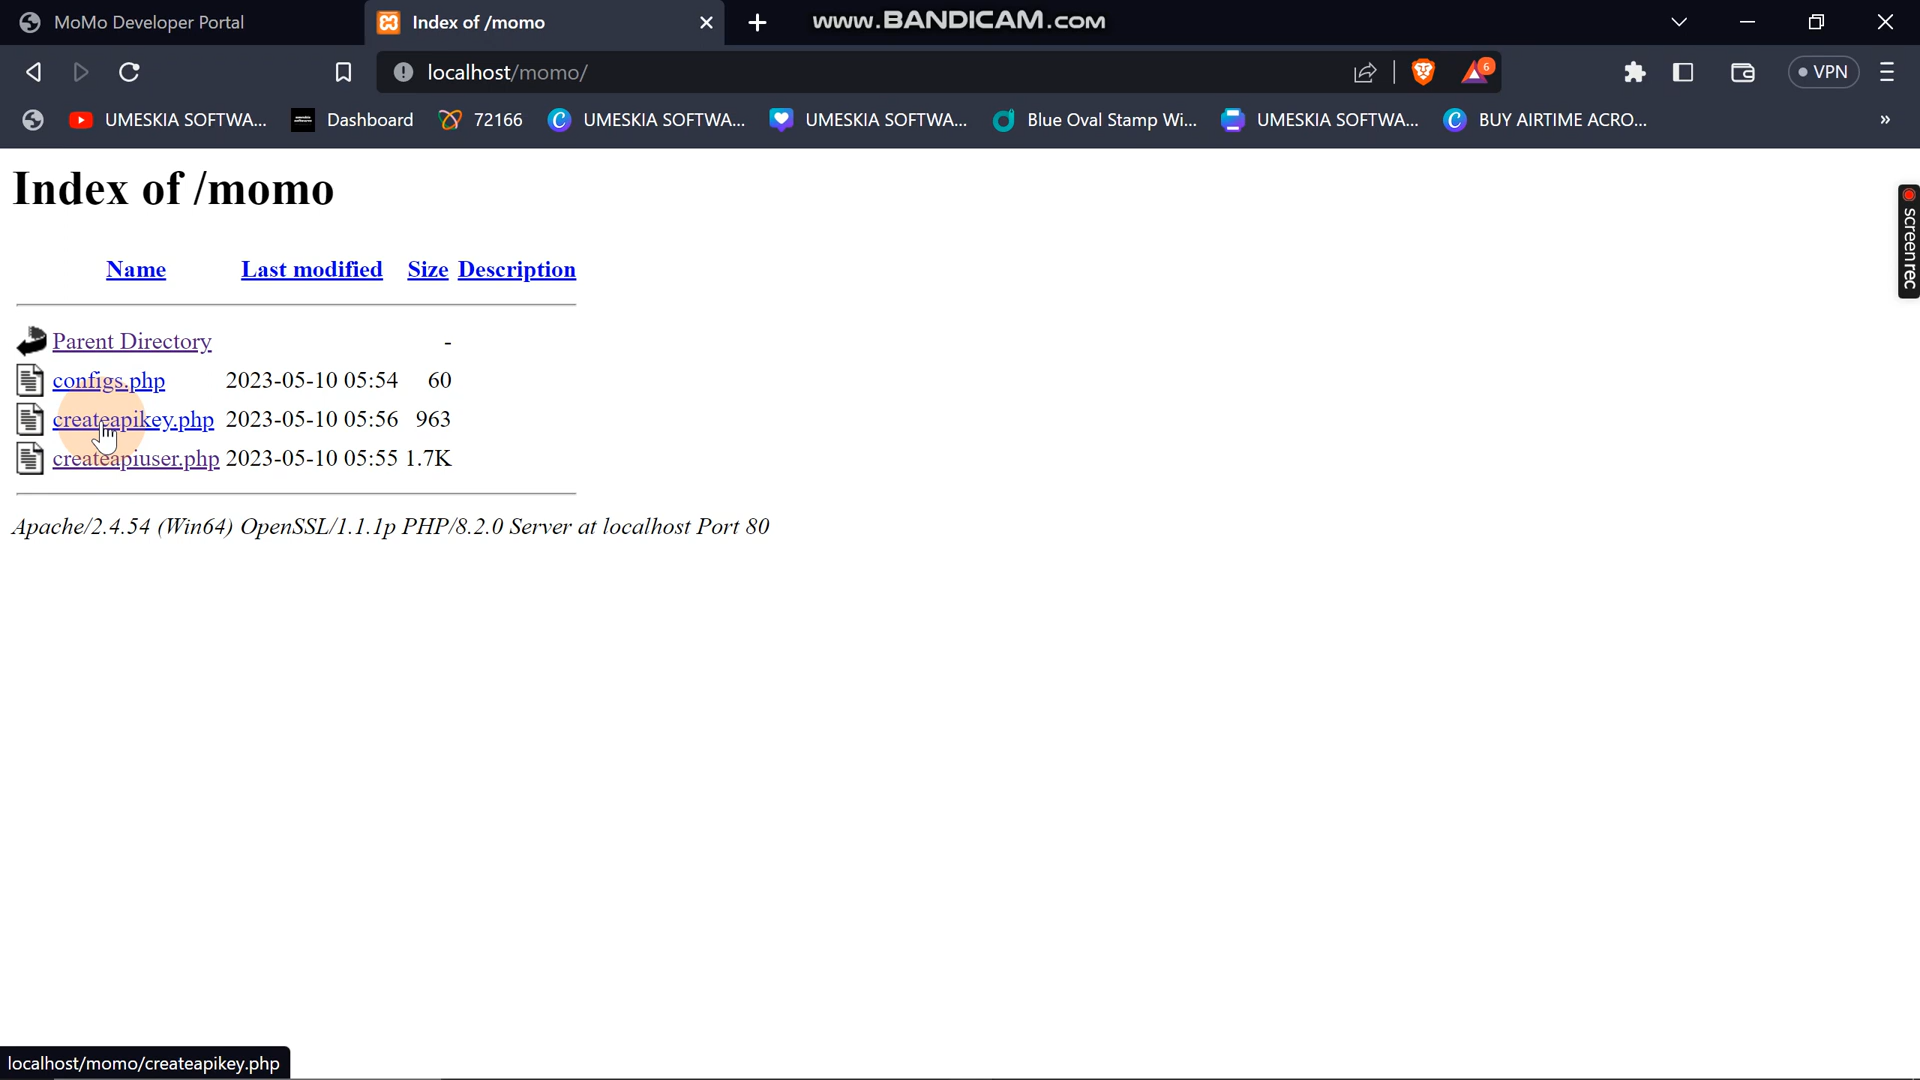 MoMo Developer Portal
Index of /momo
www.BANDICAM.com
localhost/momo/
6
VPN
UMESKIA SOFTWA...
Dashboard
72166
UMESKIA SOFTWA...
UMESKIA SOFTWA...
Blue Oval Stamp Wi...
UMESKIA SOFTWA...
BUY AIRTIME ACRO...
»
Index of /momo
screenrec
Name Last modified Size Description
Parent Directory -
configs.php 2023-05-10 05:54 60
createapikey.php 2023-05-10 05:56 963
createapiuser.php 2023-05-10 05:55 1.7K
Apache/2.4.54 (Win64) OpenSSL/1.1.1p PHP/8.2.0 Server at localhost Port 80
localhost/momo/createapikey.php